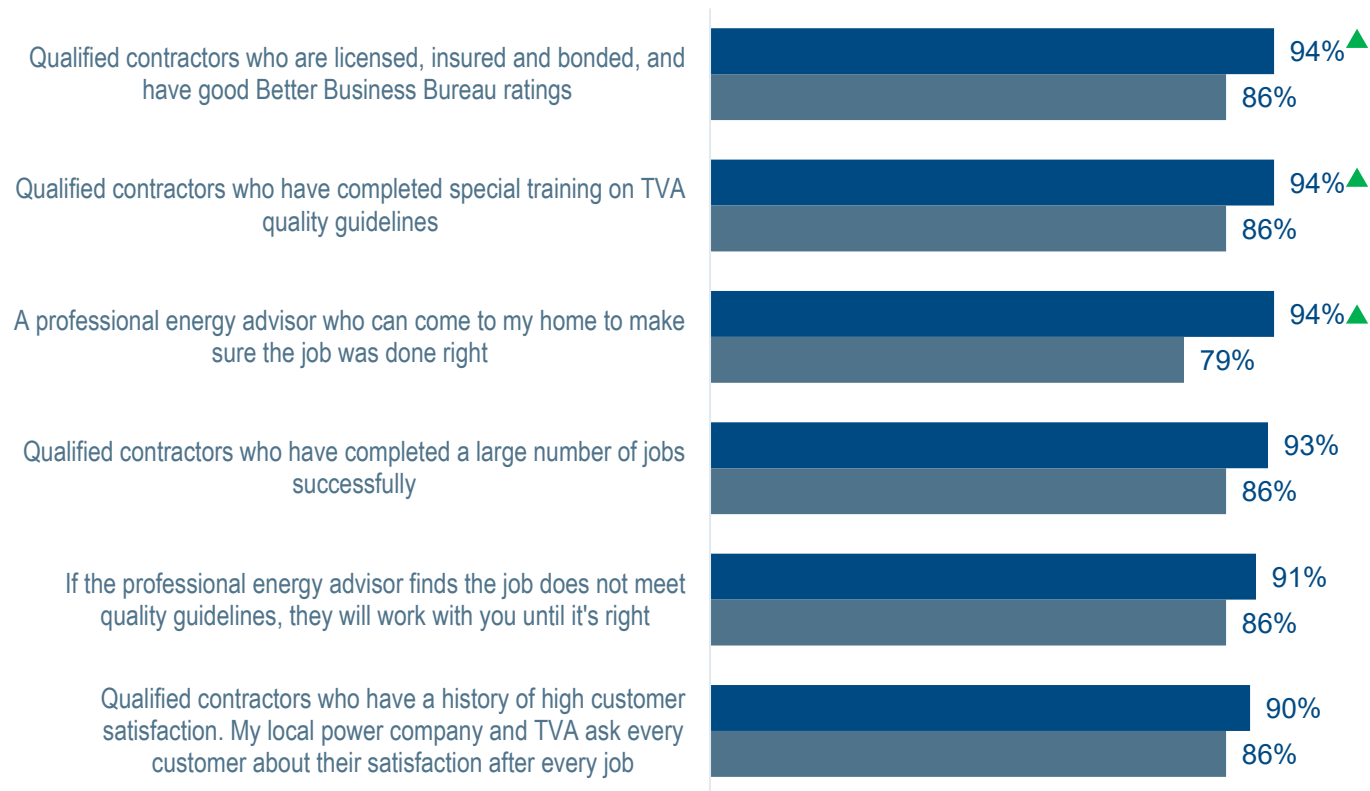 Qualified contractors who are licensed, insured and bonded, and
have good Better Business Bureau ratings
94%
86%
Qualified contractors who have completed special training on TVA
quality guidelines
94%
86%
A professional energy advisor who can come to my home to make
sure the job was done right
94%
79%
Qualified contractors who have completed a large number of jobs
successfully
93%
86%
If the professional energy advisor finds the job does not meet
quality guidelines, they will work with you until it's right
91%
86%
Qualified contractors who have a history of high customer
satisfaction. My local power company and TVA ask every
customer about their satisfaction after every job
90%
86%